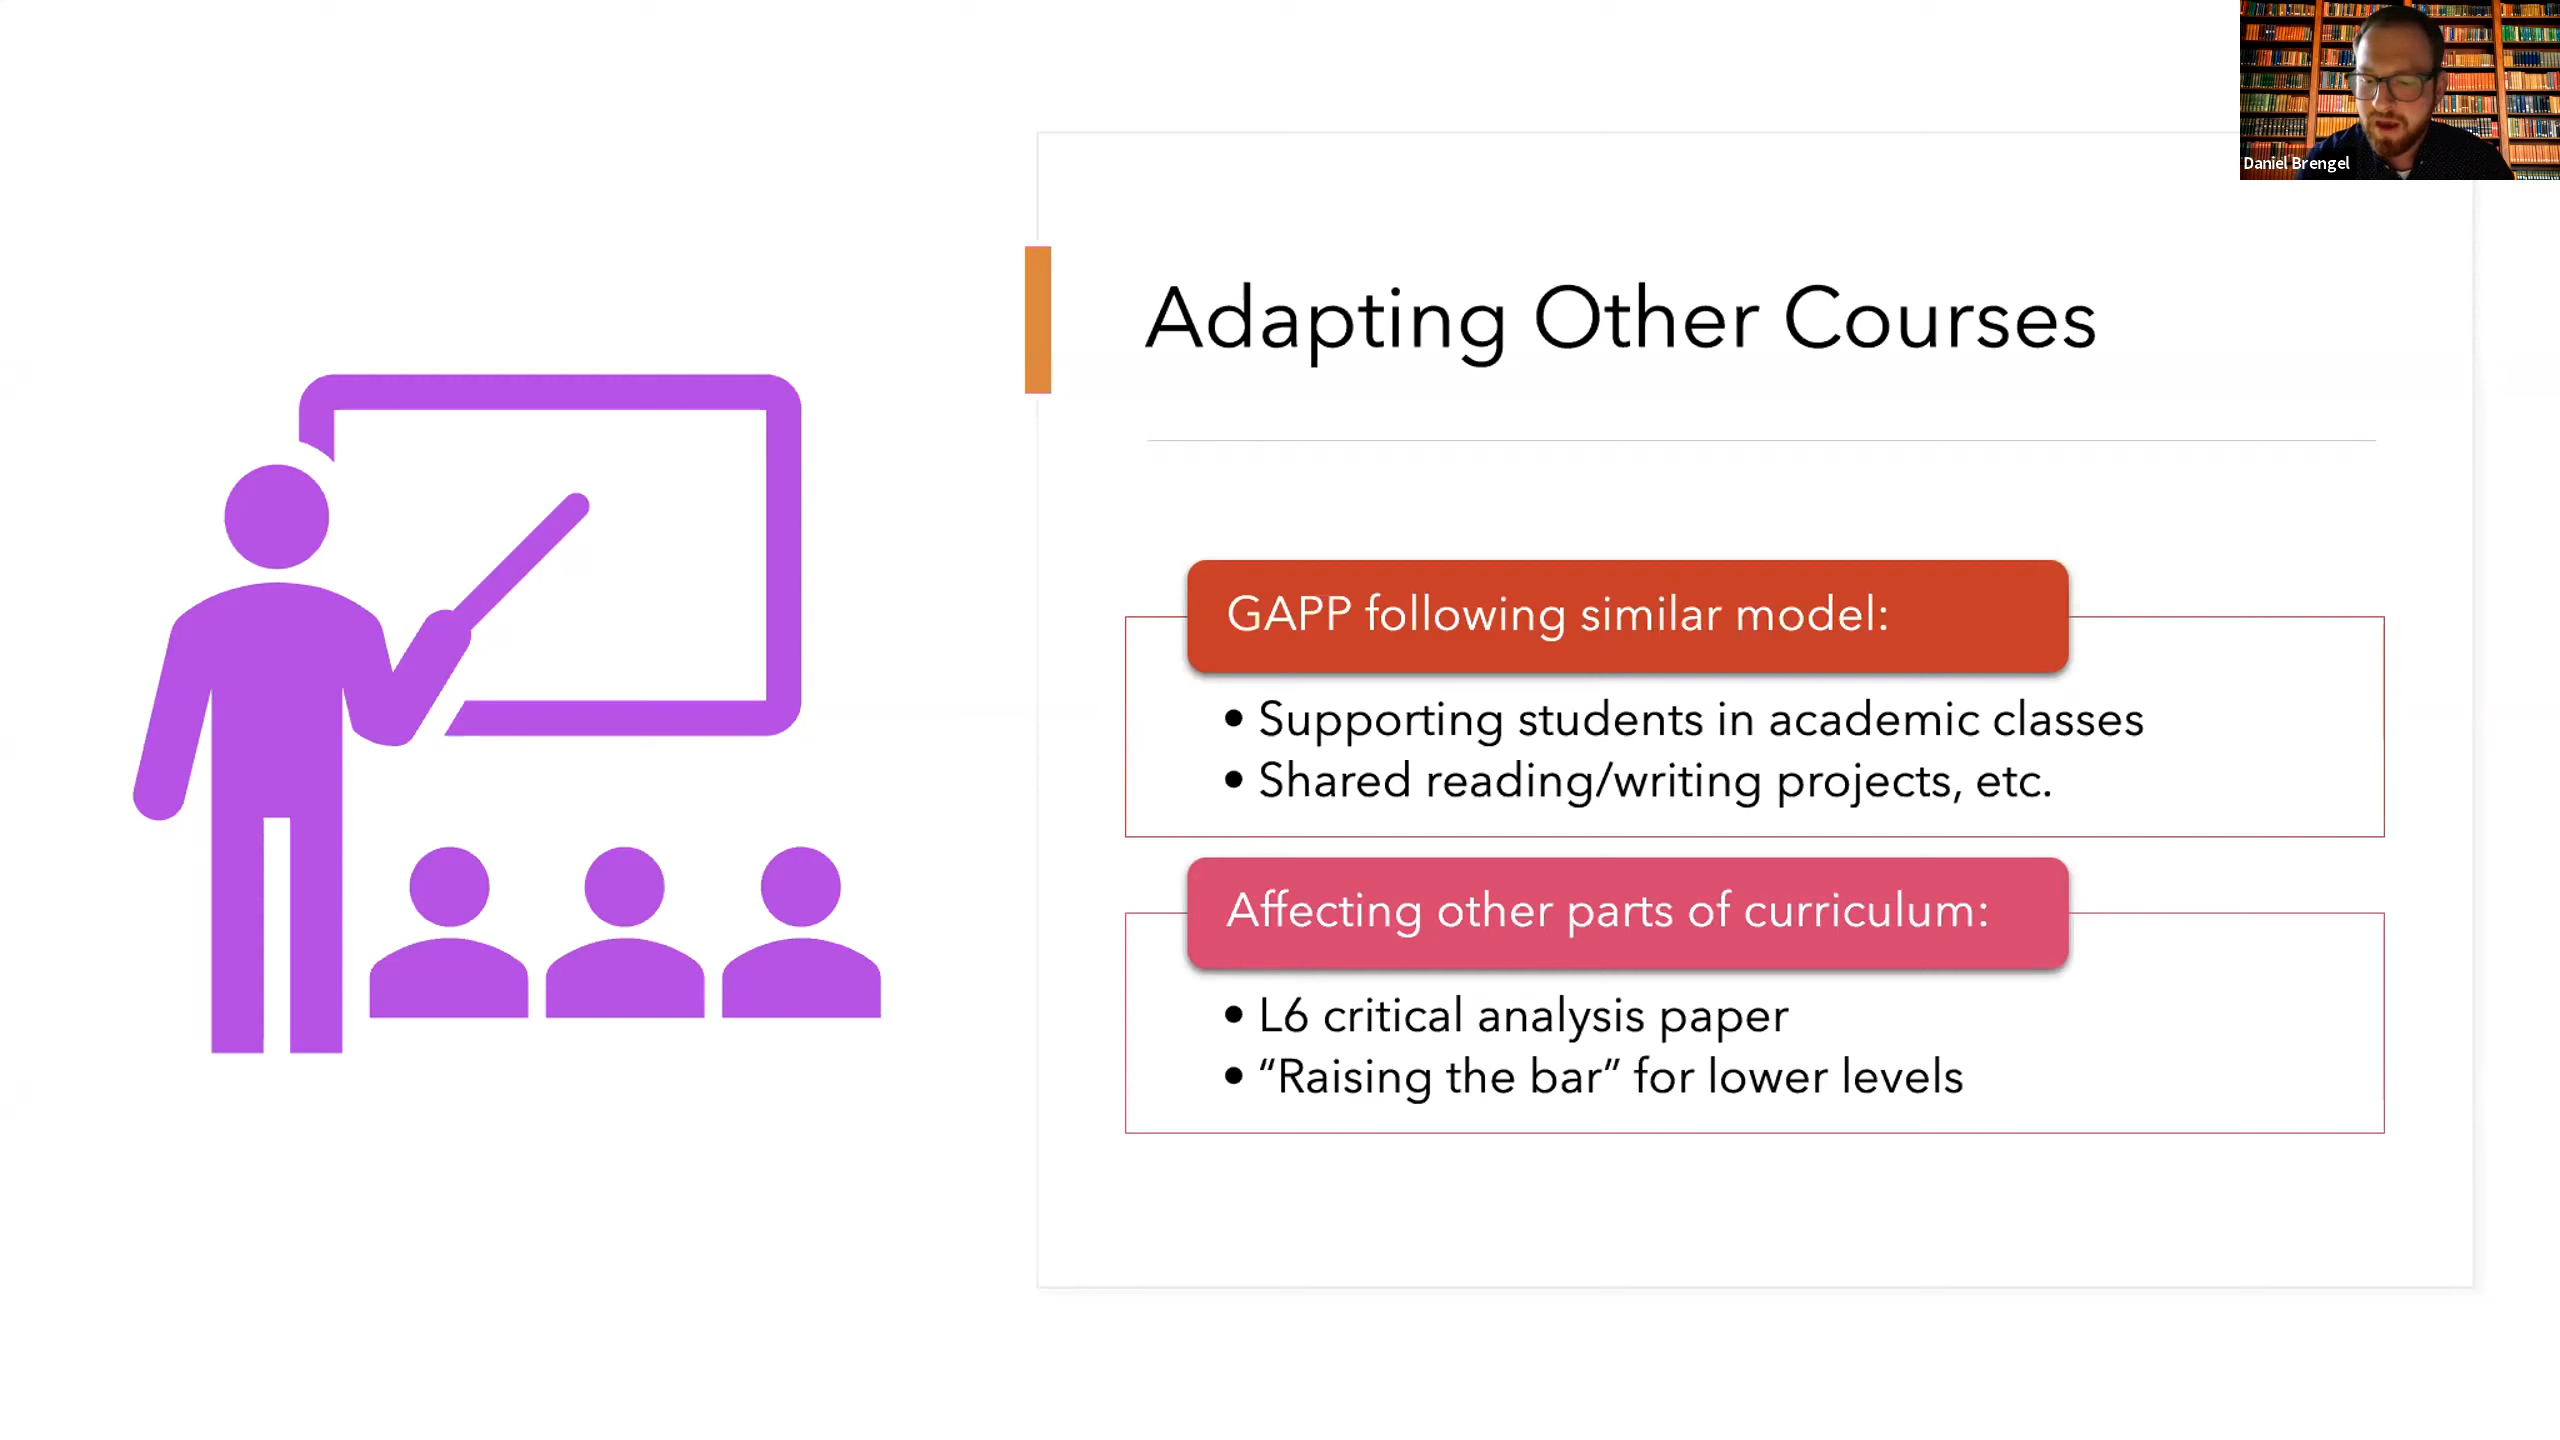 Daniel Brengel
Adapting Other Courses
GAPP following similar model:
• Supporting students in academic classes
• Shared reading/writing projects, etc.
Affecting other parts of curriculum:
• L6 critical analysis paper
• “Raising the bar” for lower levels